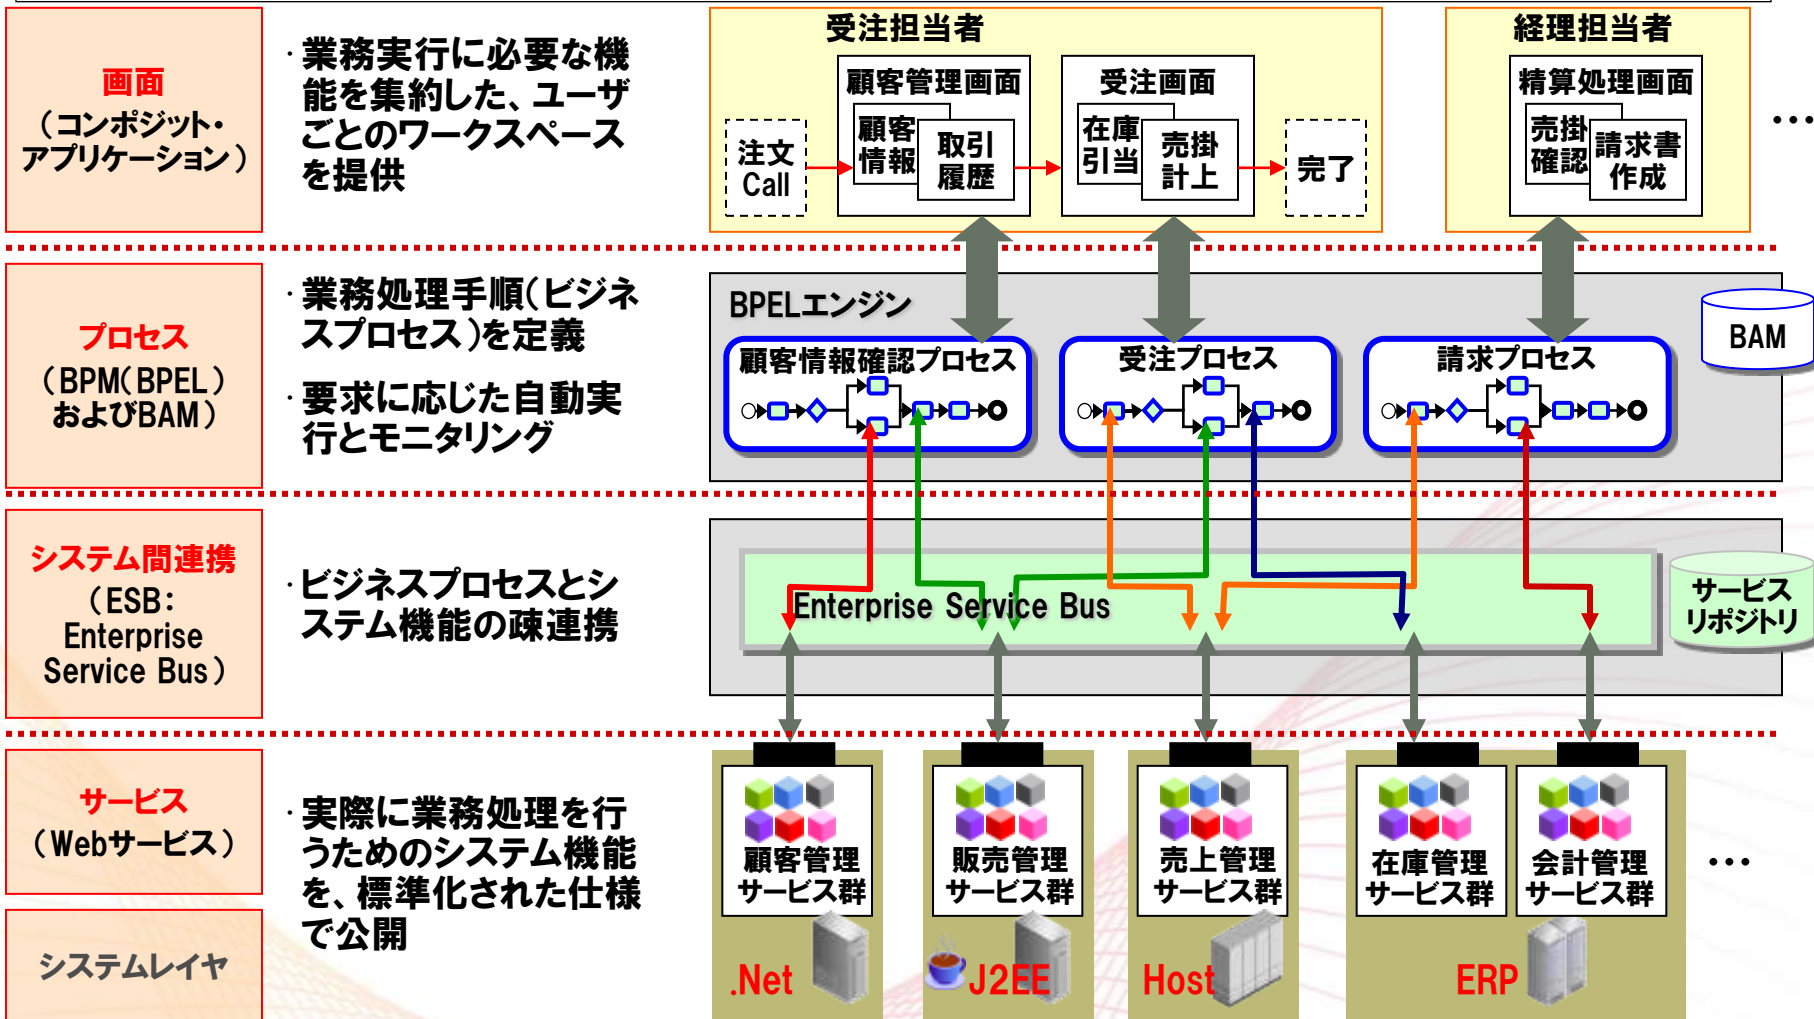 画面
（コンポジット・
アプリケーション）
・業務実行に必要な機
能を集約した、ユーザ
ごとのワークスペース
を提供
受注担当者
注文
Call
顧客管理画面
顧客
情報
取引
履歴
受注画面
在庫
引当
売掛
計上
完了
経理担当者
精算処理画面
売掛
確認
請求書
作成
…
プロセス
（BPM（BPEL）
およびBAM）
・業務処理手順（ビジネ
スプロセス）を定義
・要求に応じた自動実
行とモニタリング
BPELエンジン
顧客情報確認プロセス
受注プロセス
請求プロセス
BAM
システム間連携
（ESB：
Enterprise
Service Bus）
・ビジネスプロセスとシ
ステム機能の疎連携
Enterprise Service Bus
サービス
リポジトリ
サービス
（Webサービス）
・実際に業務処理を行
うためのシステム機能
を、標準化された仕様
で公開
顧客管理
サービス群
販売管理
サービス群
売上管理
サービス群
在庫管理
サービス群
会計管理
サービス群
…
システムレイヤ
.Net
J2EE
Host
ERP